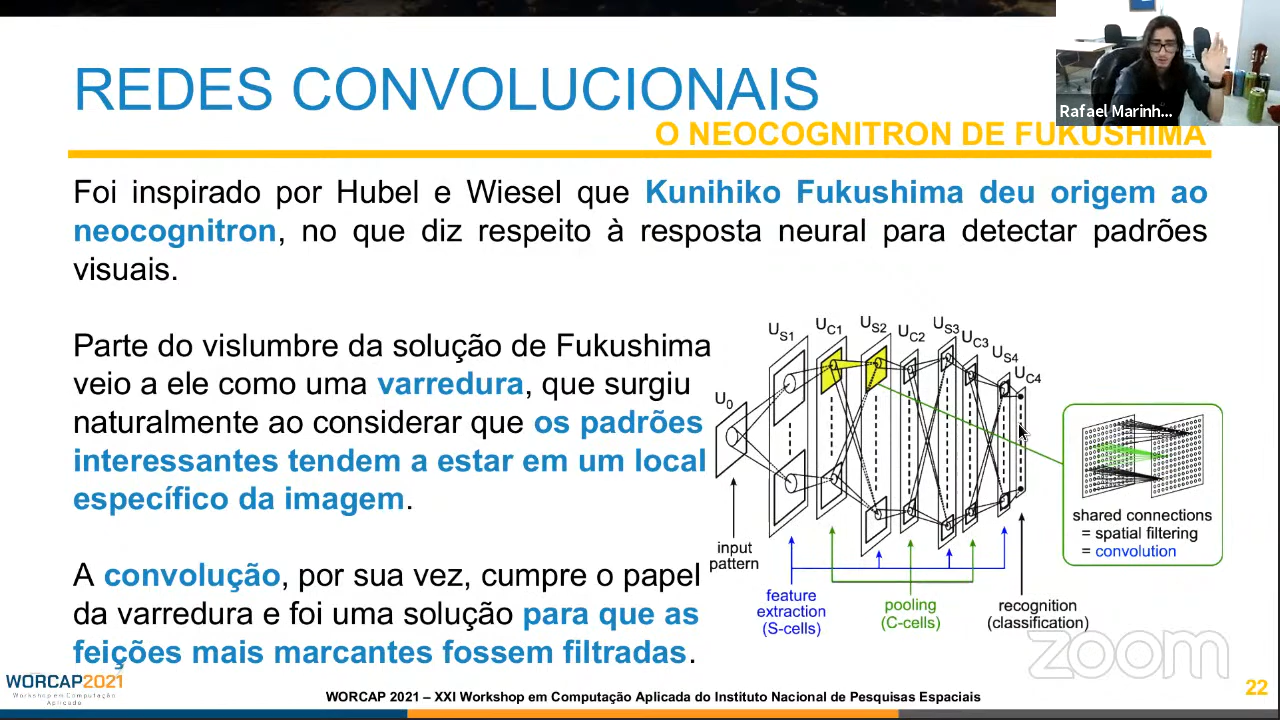 REDES CONVOLUCIONAIS
Rafael Marinh...
O NEOCOGNITRON DE FUKUSHIMA
Foi inspirado por Hubel e Wiesel que Kunihiko Fukushima deu origem ao
neocognitron, no que diz respeito à resposta neural para detectar padrões
visuais.
Parte do vislumbre da solução de Fukushima
veio a ele como uma varredura, que surgiu
naturalmente ao considerar que os padrões
interessantes tendem a estar em um local
específico da imagem.
A convolução, por sua vez, cumpre o papel
da varredura e foi uma solução para que as
feições mais marcantes fossem filtradas.
U0
US1
UC1
US2
UC2
US3
UC3
US4
UC4
input
pattern
feature
extraction
(S-cells)
pooling
(C-cells)
recognition
(classification)
shared connections
= spatial filtering
= convolution
zoom
WORCAP2021
Workshop em Computação
Aplicada
WORCAP 2021 – XXI Workshop em Computação Aplicada do Instituto Nacional de Pesquisas Espaciais
22